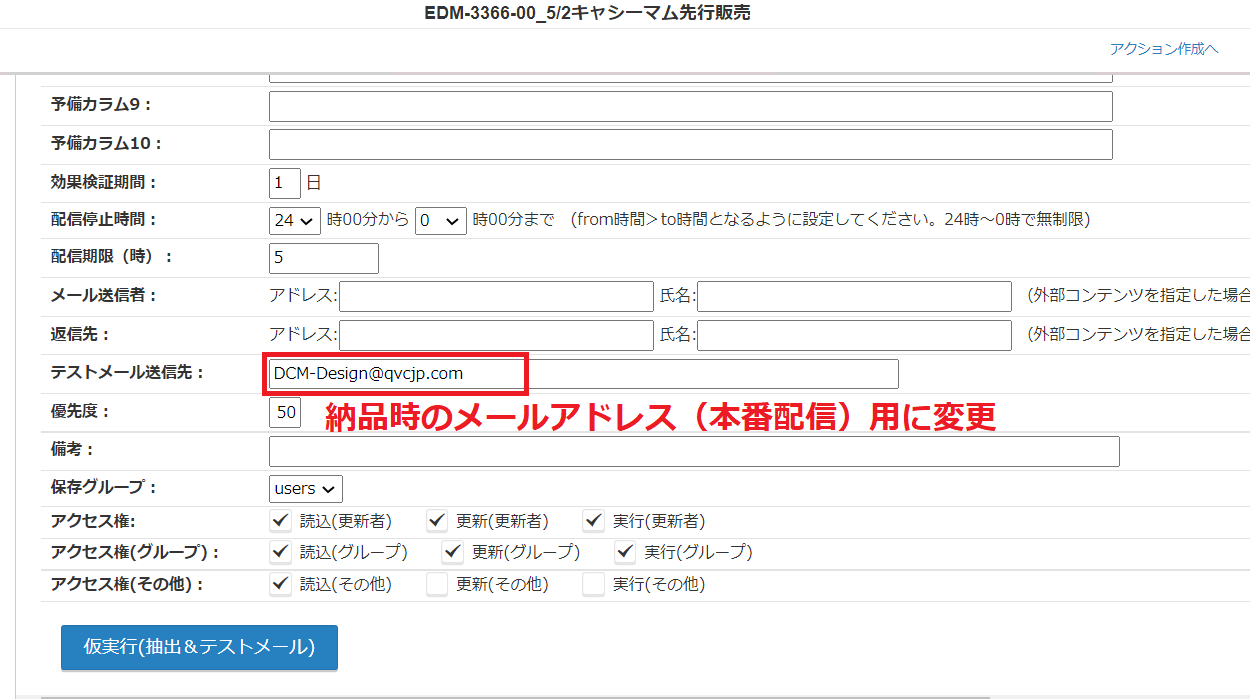 EDM-3366-00_5/2キャシーマム先行販売
アクション作成へ
予備カラム9：
予備カラム10：
効果検証期間： 1 日
配信停止時間： 24 時00分から 0 時00分まで （from時間＞to時間となるように設定してください。24時～0時で無制限）
配信期限（時）： 5
メール送信者： アドレス: 氏名: （外部コンテンツを指定した場合
返信先： アドレス: 氏名: （外部コンテンツを指定した場合
テストメール送信先： DCM-Design@qvcjp.com
優先度： 50 納品時のメールアドレス（本番配信）用に変更
備考：
保存グループ： users
アクセス権: 読込(更新者) 更新(更新者) 実行(更新者)
アクセス権(グループ)： 読込(グループ) 更新(グループ) 実行(グループ)
アクセス権(その他)： 読込(その他) 更新(その他) 実行(その他)
仮実行(抽出＆テストメール)